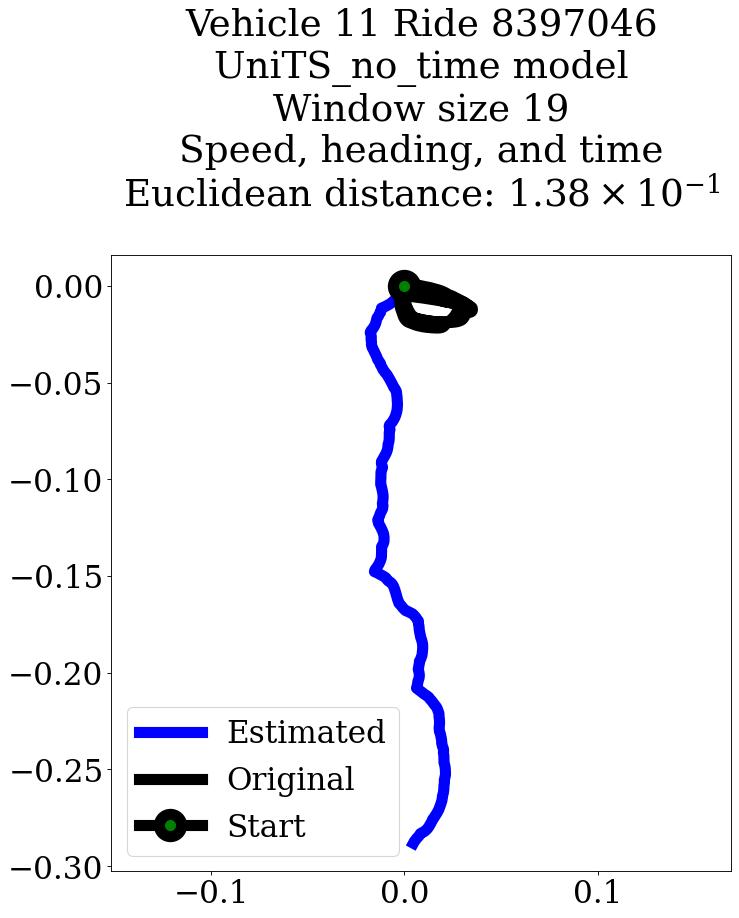 Vehicle 11 Ride 8397046
UniTS_no_time model
Window size 19
Speed, heading, and time
Euclidean distance: 1.38 × 10⁻¹
0.00
−0.05
−0.10
−0.15
−0.20
−0.25
−0.30
Estimated
Original
Start
−0.1
0.0
0.1